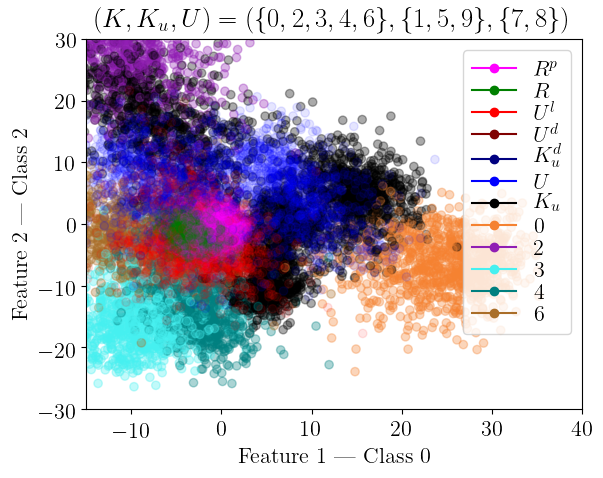 (K, K_u, U) = ({0, 2, 3, 4, 6}, {1, 5, 9}, {7, 8})
30
20
10
0
−10
−20
−30
Feature 2 — Class 2
−10
0
10
20
30
40
Feature 1 — Class 0
R^p
R
U^l
U^d
K_u^d
U
K_u
0
2
3
4
6